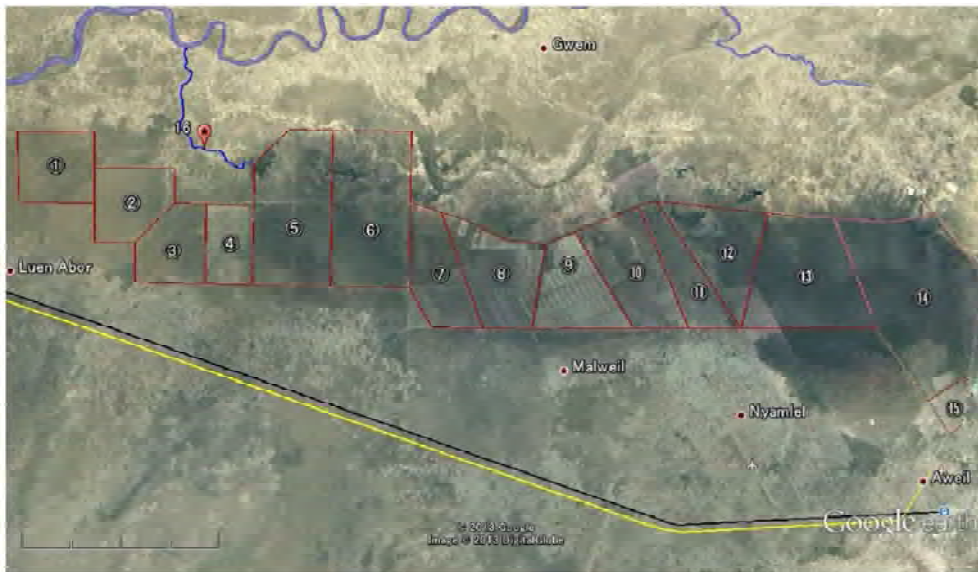 Gwem
16
①
②
③
④
⑤
⑥
⑦
⑧
⑨
⑩
⑪
⑫
⑬
⑭
Luen Abor
Malweil
Nyamlel
⑮
Aweil
© 2013 Google
Image © 2013 DigitalGlobe
Google earth